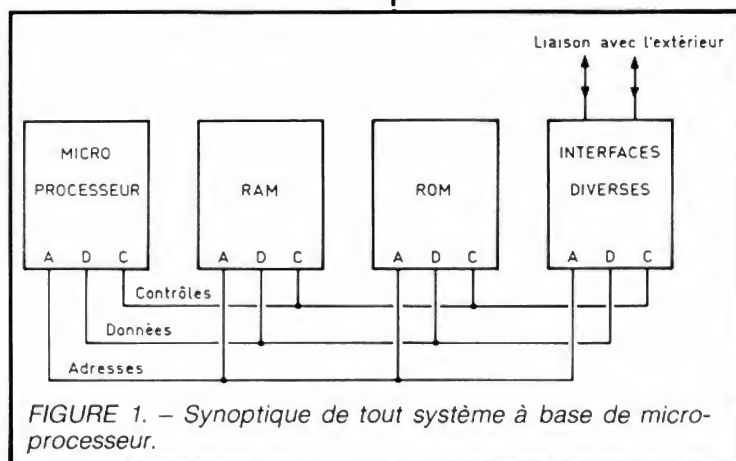 Liaison avec l'extérieur
MICRO
PROCESSEUR
RAM
ROM
INTERFACES
DIVERSES
A D C
A D C
A D C
A D C
Contrôles
Données
Adresses
FIGURE 1. – Synoptique de tout système à base de micro-
processeur.